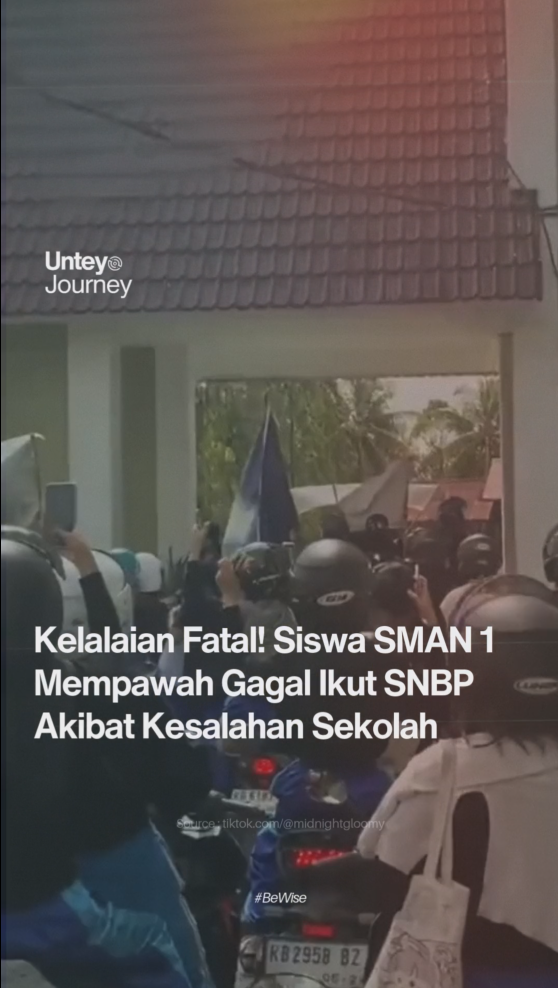 Untey
Journey
Kelalaian Fatal! Siswa SMAN 1
Mempawah Gagal Ikut SNBP
Akibat Kesalahan Sekolah
Source : tiktok.com/@midnightgloomy
#BeWise
KB 2958 BZ